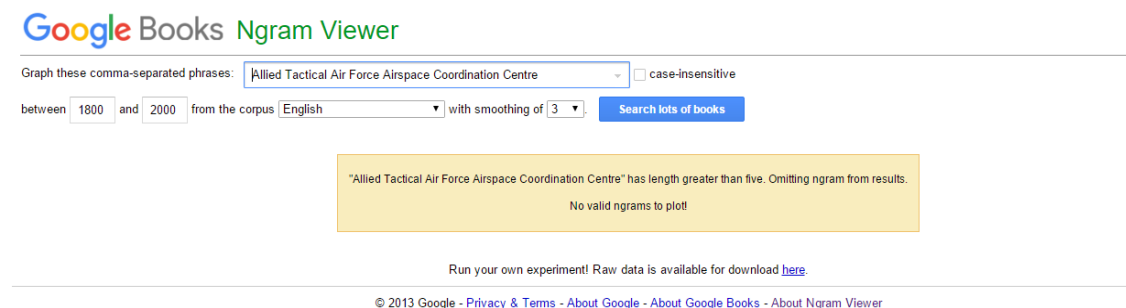 Google Books Ngram Viewer
Graph these comma-separated phrases: Allied Tactical Air Force Airspace Coordination Centre case-insensitive
between 1800 and 2000 from the corpus English with smoothing of 3 . Search lots of books
"Allied Tactical Air Force Airspace Coordination Centre" has length greater than five. Omitting ngram from results.
No valid ngrams to plot!
Run your own experiment! Raw data is available for download here.
© 2013 Google - Privacy & Terms - About Google - About Google Books - About Ngram Viewer